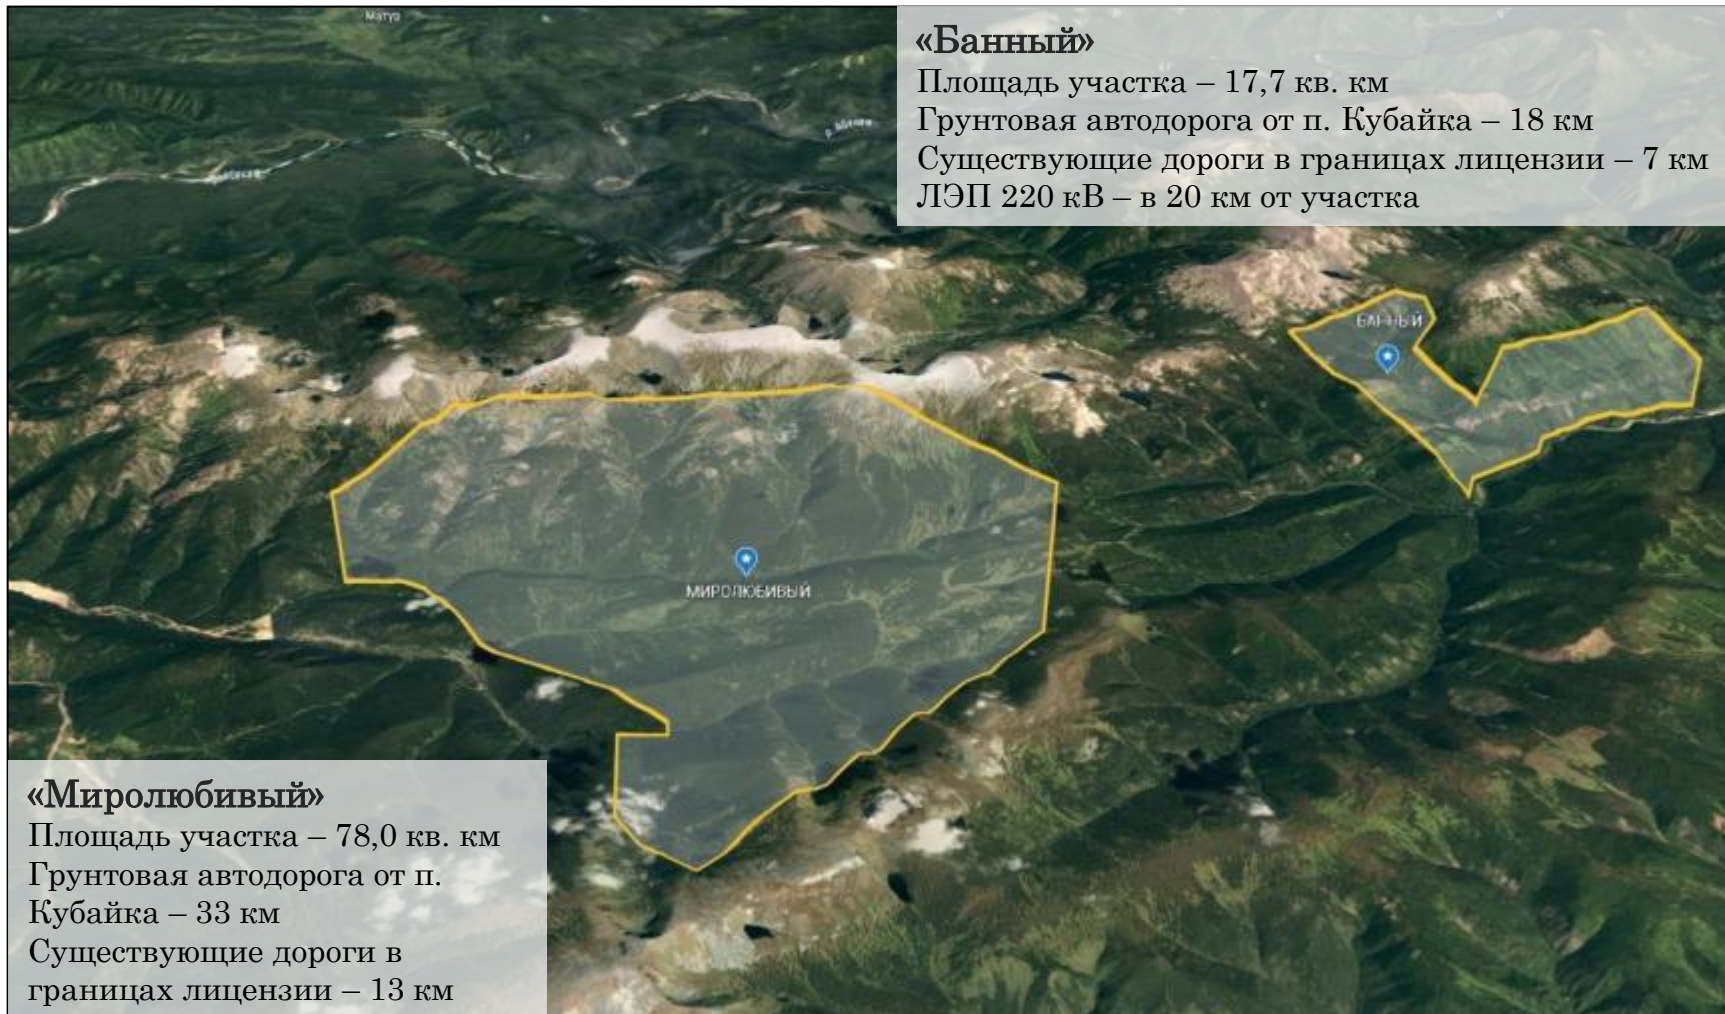 Матур
«Банный»
Площадь участка – 17,7 кв. км
Грунтовая автодорога от п. Кубайка – 18 км
Существующие дороги в границах лицензии – 7 км
ЛЭП 220 кВ – в 20 км от участка
р. Абакан
БАННЫЙ
МИРОЛЮБИВЫЙ
«Миролюбивый»
Площадь участка – 78,0 кв. км
Грунтовая автодорога от п.
Кубайка – 33 км
Существующие дороги в
границах лицензии – 13 км